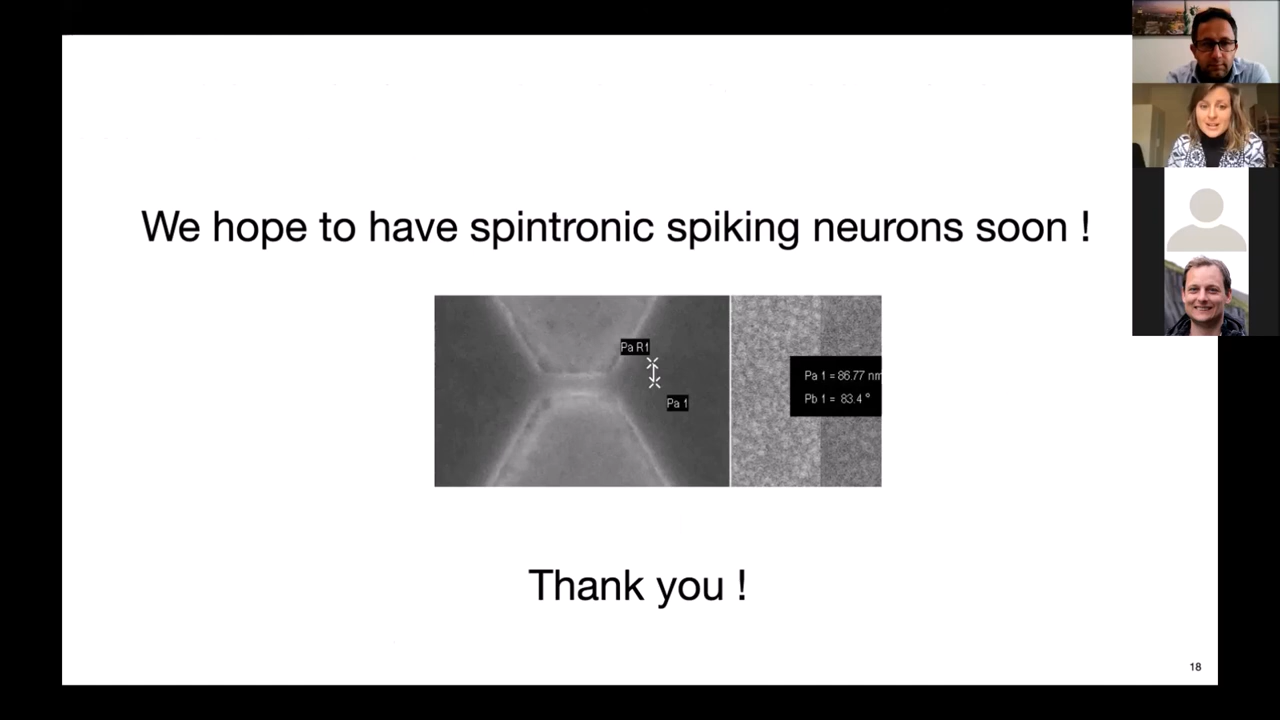 We hope to have spintronic spiking neurons soon !
Pa R1
Pa 1
Pa 1 = 86.77 nm
Pb 1 = 83.4 °
Thank you !
18